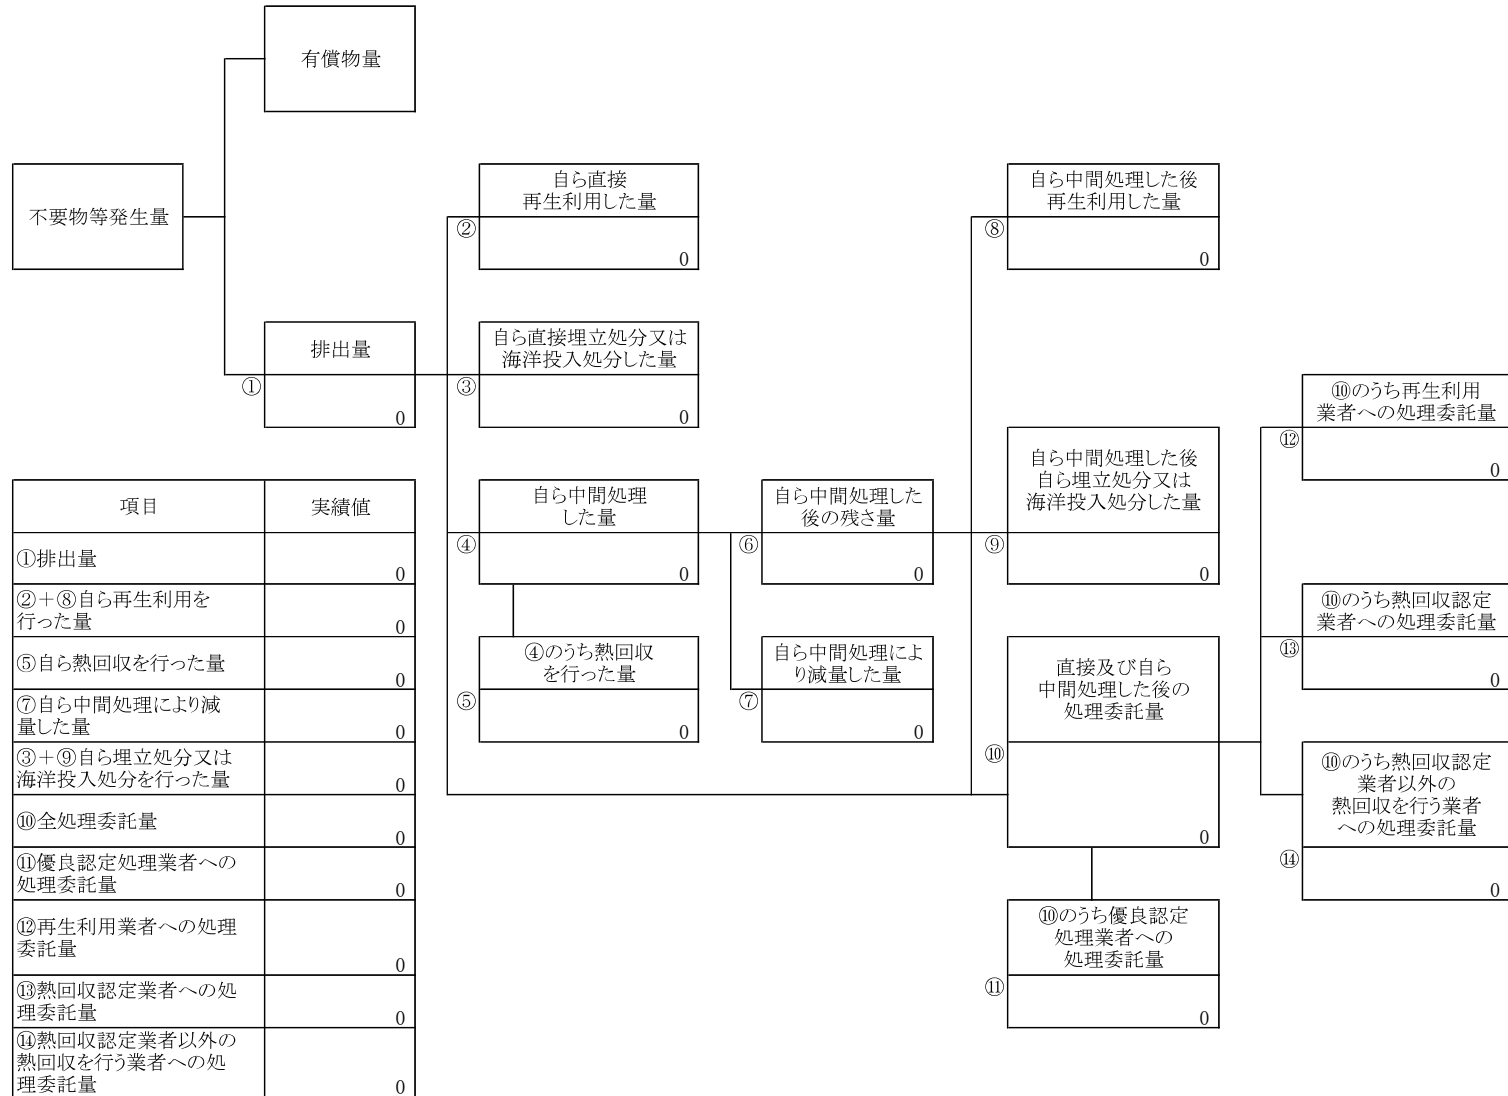 有償物量
不要物等発生量
自ら直接
再生利用した量
②
0
自ら中間処理した後
再生利用した量
⑧
0
排出量
①
0
自ら直接埋立処分又は
海洋投入処分した量
③
0
⑩のうち再生利用
業者への処理委託量
⑫
0
自ら中間処理した後
自ら埋立処分又は
海洋投入処分した量
⑨
0
自ら中間処理
した量
④
0
自ら中間処理した
後の残さ量
⑥
0
⑩のうち熱回収認定
業者への処理委託量
⑬
0
④のうち熱回収
を行った量
⑤
0
自ら中間処理によ
り減量した量
⑦
0
直接及び自ら
中間処理した後の
処理委託量
⑩
0
⑩のうち熱回収認定
業者以外の
熱回収を行う業者
への処理委託量
⑭
0
⑩のうち優良認定
処理業者への
処理委託量
⑪
0
項目 実績値
①排出量
0
②＋⑧自ら再生利用を
行った量
0
⑤自ら熱回収を行った量
0
⑦自ら中間処理により減
量した量
0
③＋⑨自ら埋立処分又は
海洋投入処分を行った量
0
⑩全処理委託量
0
⑪優良認定処理業者への
処理委託量
0
⑫再生利用業者への処理
委託量
0
⑬熱回収認定業者への処
理委託量
0
⑭熱回収認定業者以外の
熱回収を行う業者への処
理委託量
0